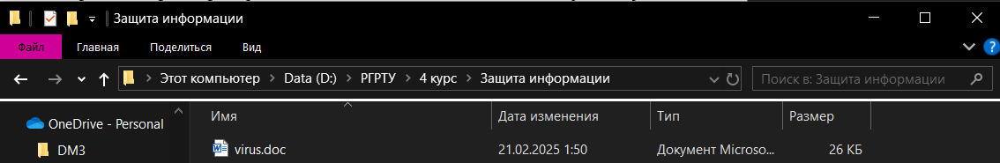 Защита информации
Файл Главная Поделиться Вид
Этот компьютер Data (D:) РГРТУ 4 курс Защита информации Поиск в: Защита информации
OneDrive - Personal Имя Дата изменения Тип Размер
DM3 virus.doc 21.02.2025 1:50 Документ Microso... 26 КБ